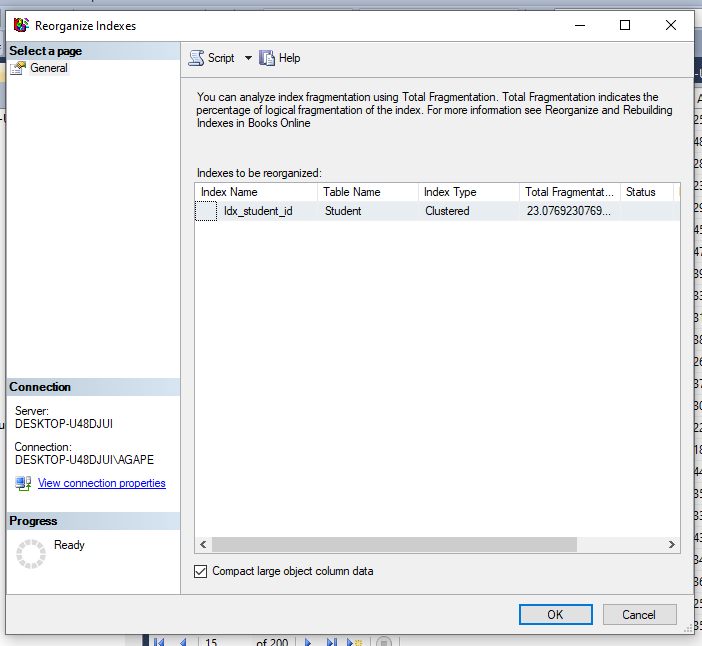 Reorganize Indexes
Select a page
General
Script
Help
You can analyze index fragmentation using Total Fragmentation. Total Fragmentation indicates the
percentage of logical fragmentation of the index. For more information see Reorganize and Rebuilding
Indexes in Books Online
Indexes to be reorganized:
Index Name Table Name Index Type Total Fragmentat... Status
Idx_student_id Student Clustered 23.0769230769...
Connection
Server:
DESKTOP-U48DJUI
Connection:
DESKTOP-U48DJUI\AGAPE
View connection properties
Progress
Ready
Compact large object column data
OK Cancel
15 of 200